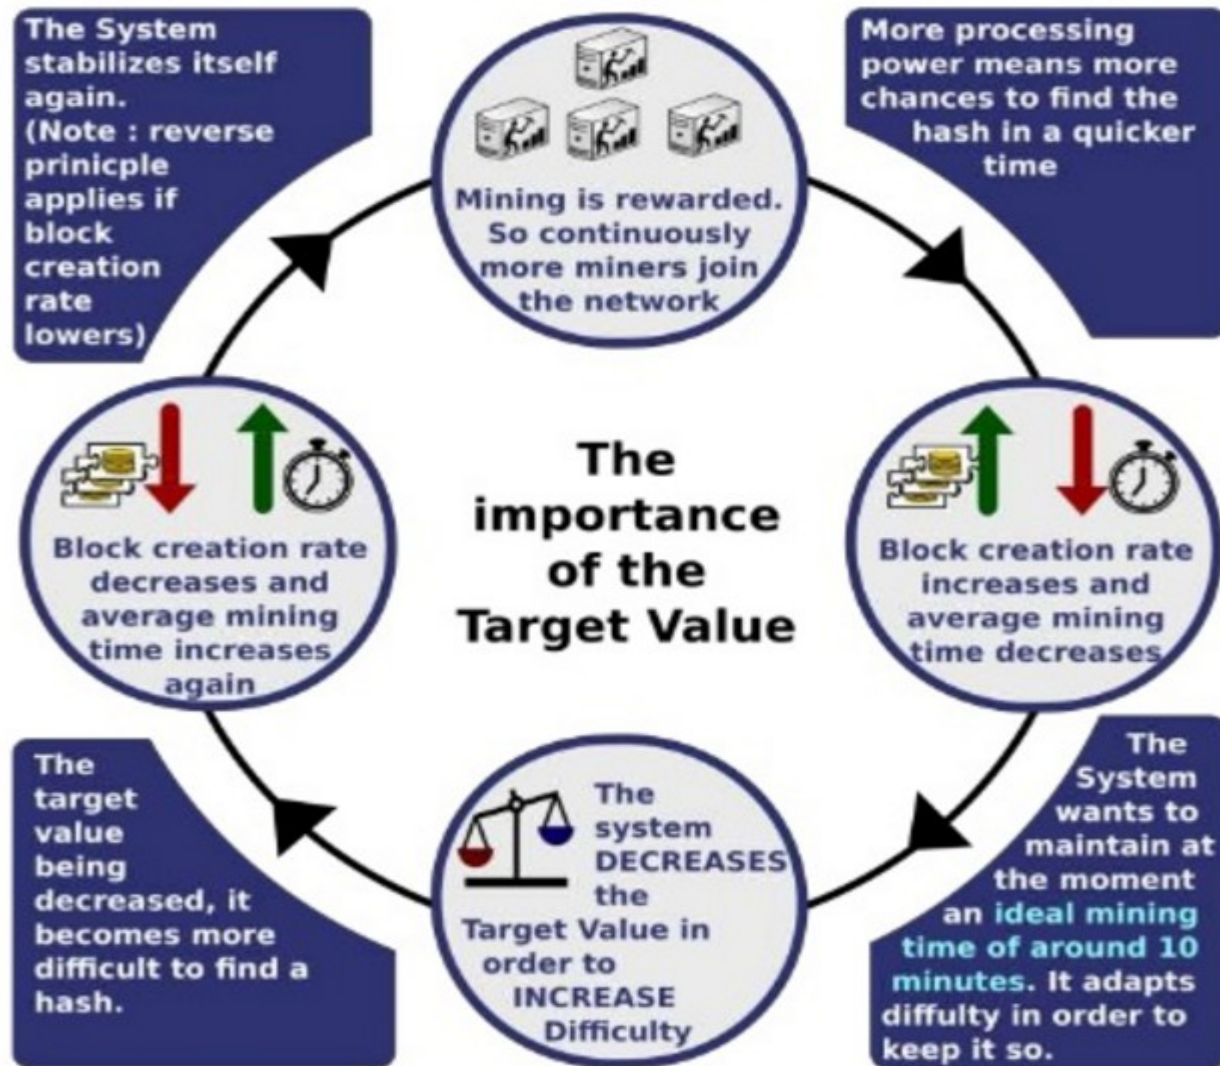 The System
stabilizes itself
again.
(Note : reverse
prinicple
applies if
block
creation
rate
lowers)
Mining is rewarded.
So continuously
more miners join
the network
More processing
power means more
chances to find the
hash in a quicker
time
Block creation rate
decreases and
average mining
time increases
again
The
importance
of the
Target Value
Block creation rate
increases and
average mining
time decreases
The
target
value
being
decreased, it
becomes more
difficult to find a
hash.
The
system
DECREASES
the
Target Value in
order to
INCREASE
Difficulty
The
System
wants to
maintain at
the moment
an ideal mining
time of around 10
minutes. It adapts
diffulty in order to
keep it so.